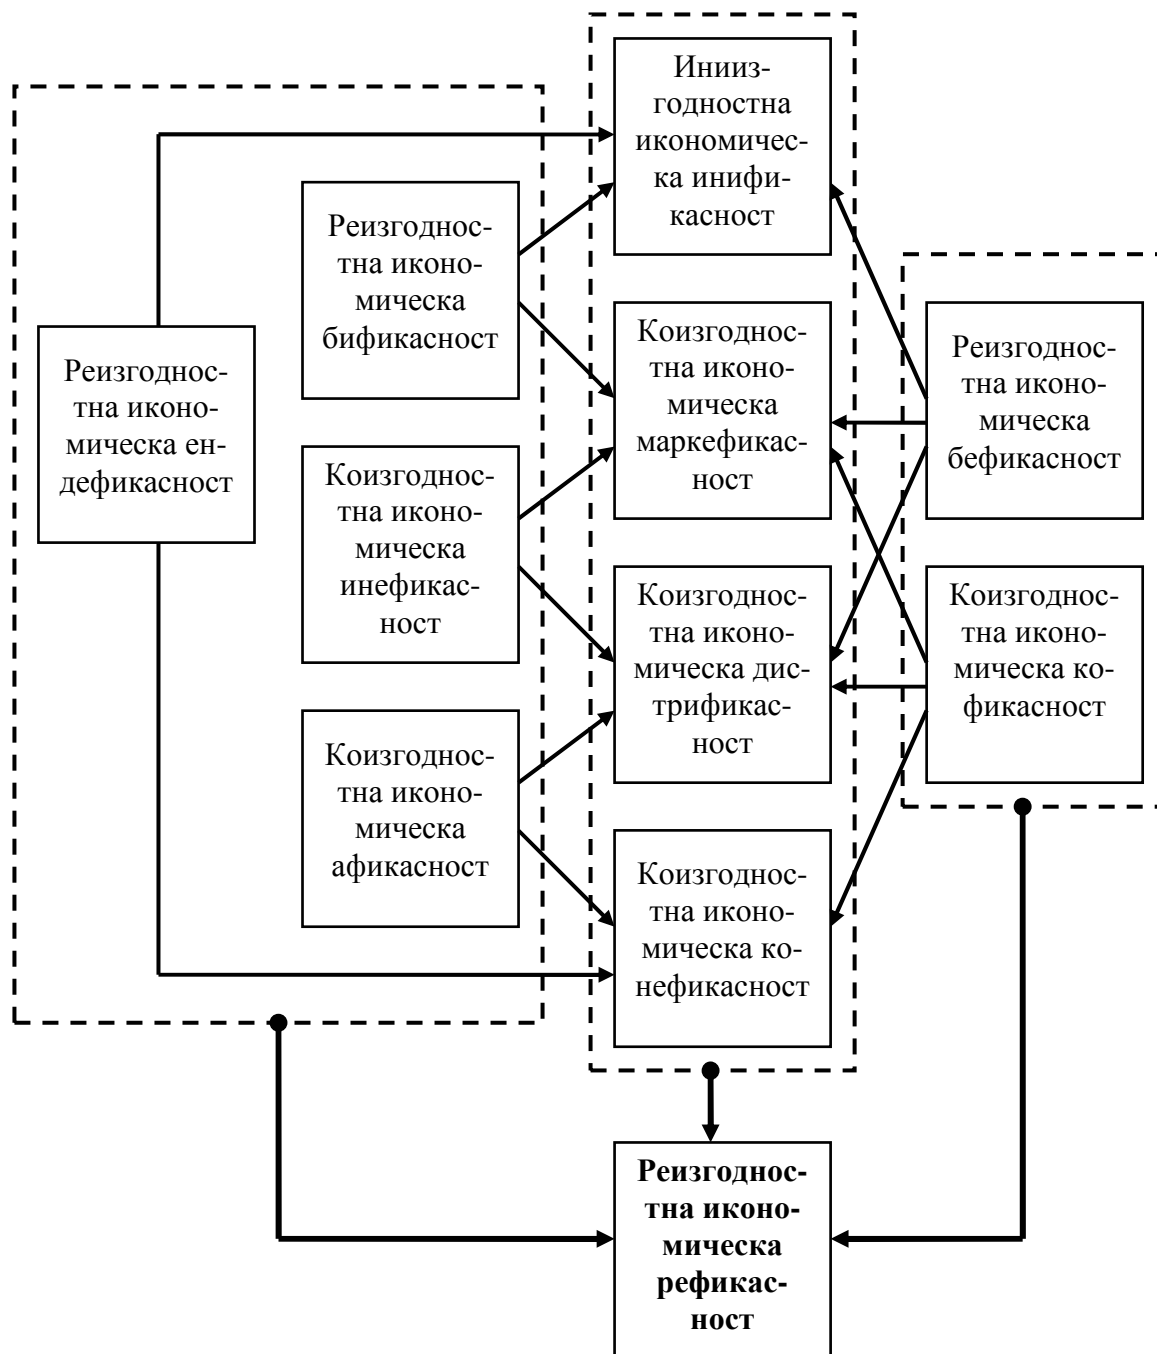 Инииз-
годностна
икономичес-
ка инифи-
касност
Реизгоднос-
тна иконо-
мическа
бификасност
Реизгоднос-
тна иконо-
мическа ен-
дефикасност
Коизгоднос-
тна иконо-
мическа
маркефикас-
ност
Реизгоднос-
тна иконо-
мическа
бефикасност
Коизгоднос-
тна иконо-
мическа
инефикас-
ност
Коизгоднос-
тна иконо-
мическа дис-
трификас-
ност
Коизгоднос-
тна иконо-
мическа ко-
фикасност
Коизгоднос-
тна иконо-
мическа
афикасност
Коизгоднос-
тна иконо-
мическа ко-
нефикасност
Реизгоднос-
тна иконо-
мическа
рефикас-
ност